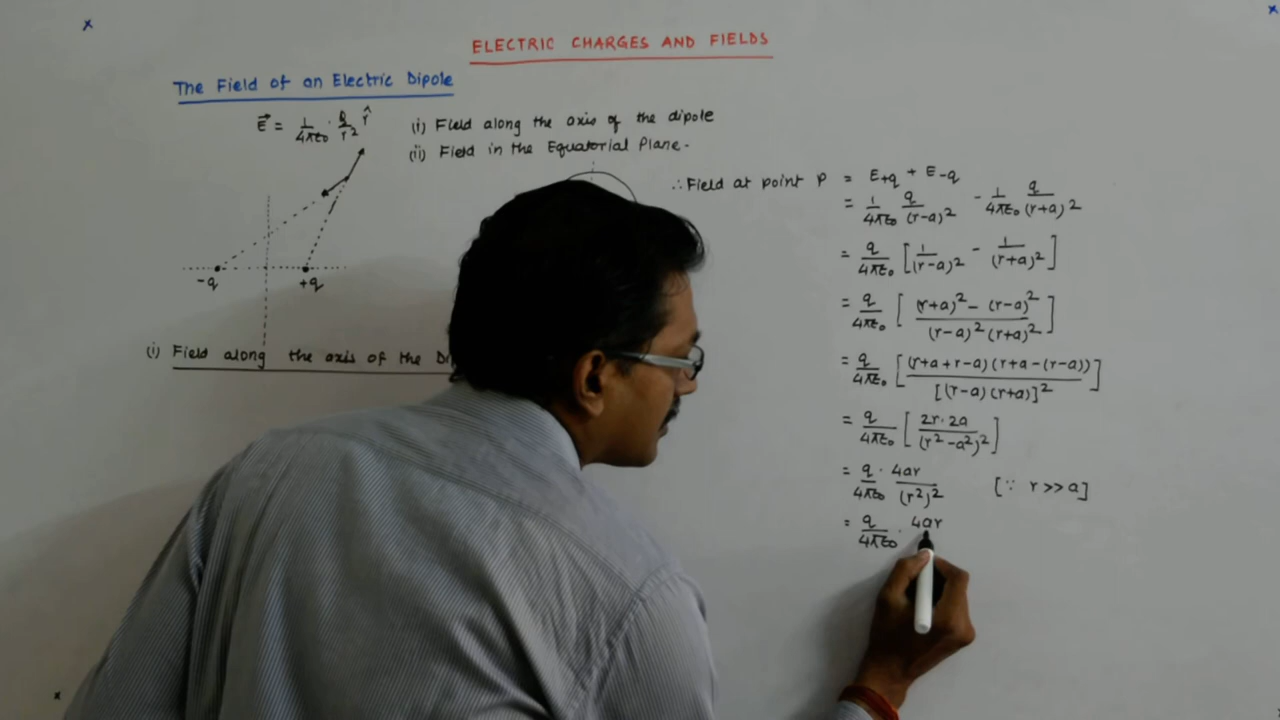 ELECTRIC CHARGES AND FIELDS
The Field of an Electric Dipole
E⃗ = 1/4πε₀ · q/r² r̂
(i) Field along the axis of the dipole
(ii) Field in the Equatorial Plane.
-q +q
(i) Field along the axis of the
∴ Field at point P = E+q + E-q
= 1/4πε₀ q/(r-a)² - 1/4πε₀ q/(r+a)²
= q/4πε₀ [1/(r-a)² - 1/(r+a)²]
= q/4πε₀ [(r+a)² - (r-a)² / (r-a)² (r+a)²]
= q/4πε₀ [(r+a+r-a)(r+a-(r-a)) / [(r-a)(r+a)]²]
= q/4πε₀ [2r·2a / (r²-a²)²]
= q/4πε₀ · 4ar/(r²)² [∵ r>>a]
= q/4πε₀ · 4ar